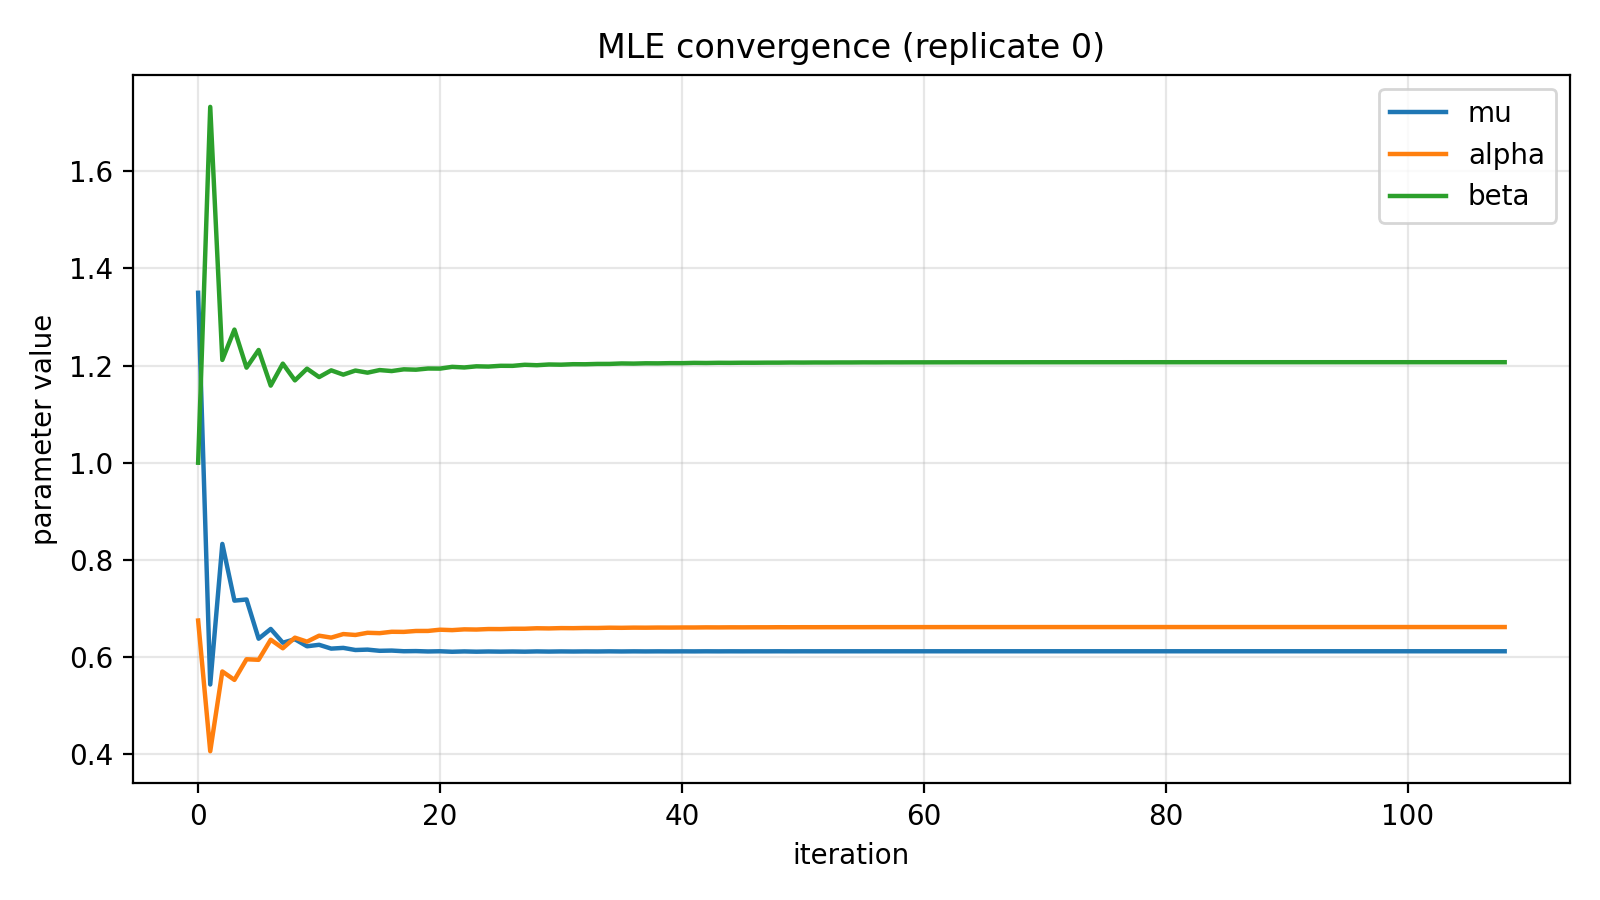 MLE convergence (replicate 0)
mu
alpha
beta
1.6
1.4
1.2
1.0
0.8
0.6
0.4
parameter value
0 20 40 60 80 100
iteration